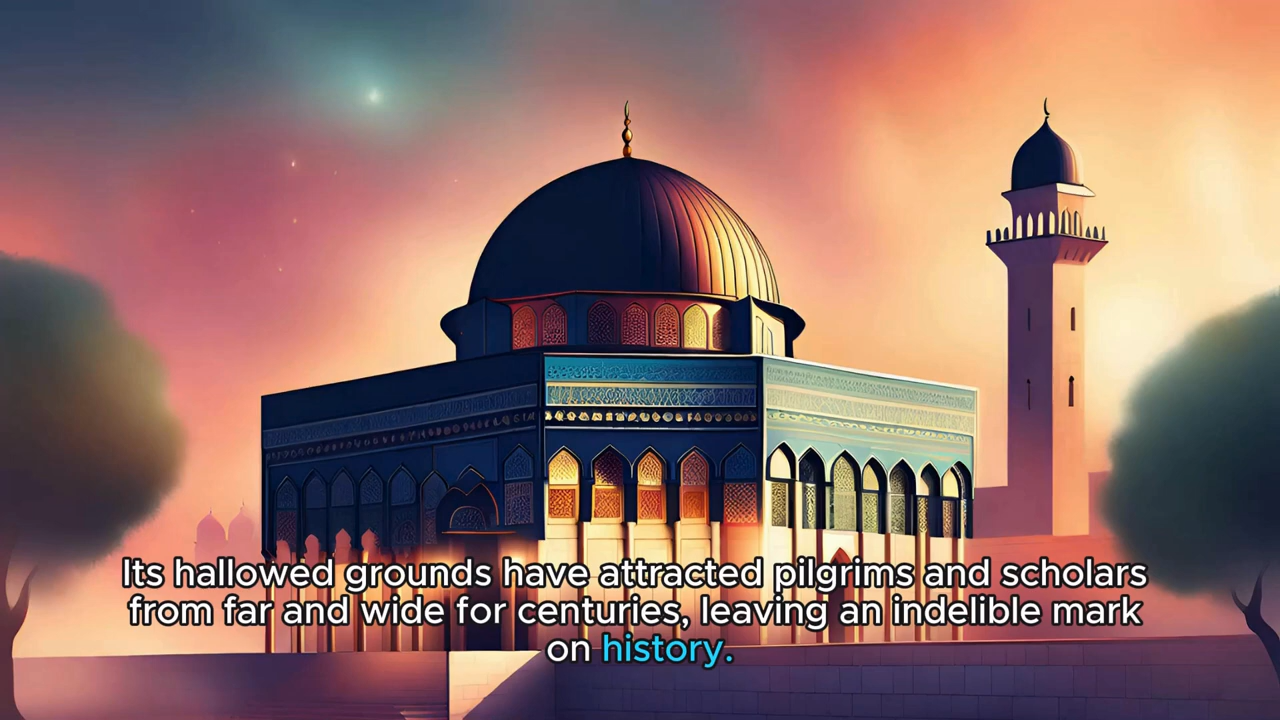 Its hallowed grounds have attracted pilgrims and scholars
from far and wide for centuries, leaving an indelible mark
on history.